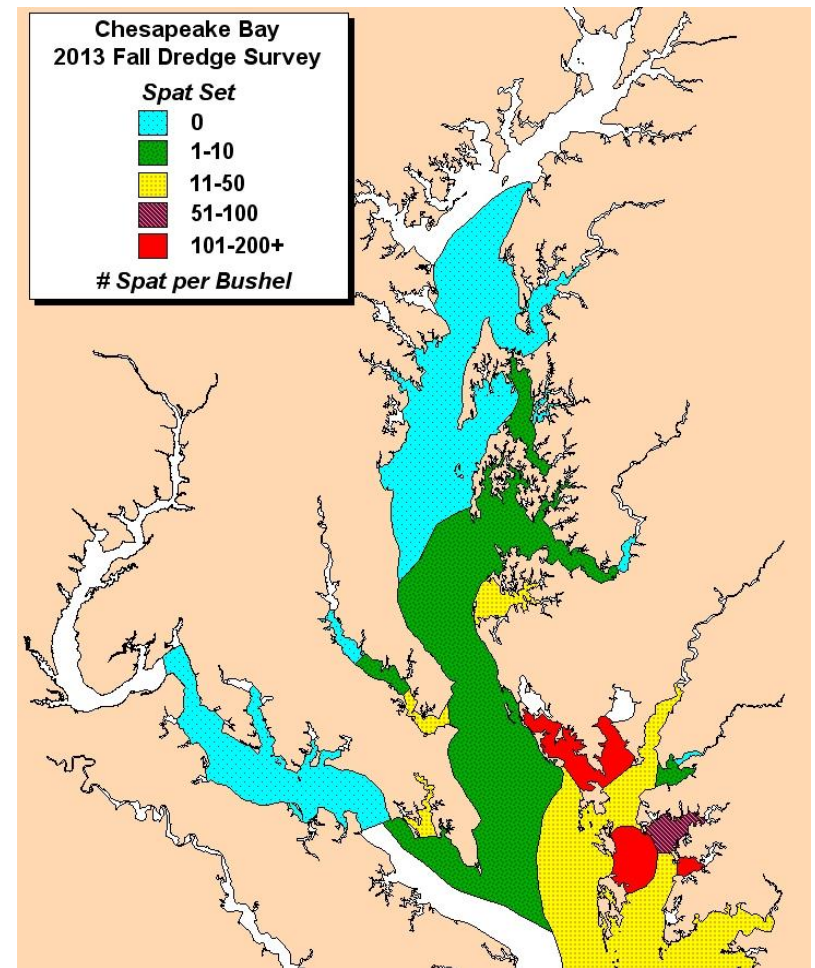 Chesapeake Bay
2013 Fall Dredge Survey
Spat Set
0
1-10
11-50
51-100
101-200+
# Spat per Bushel